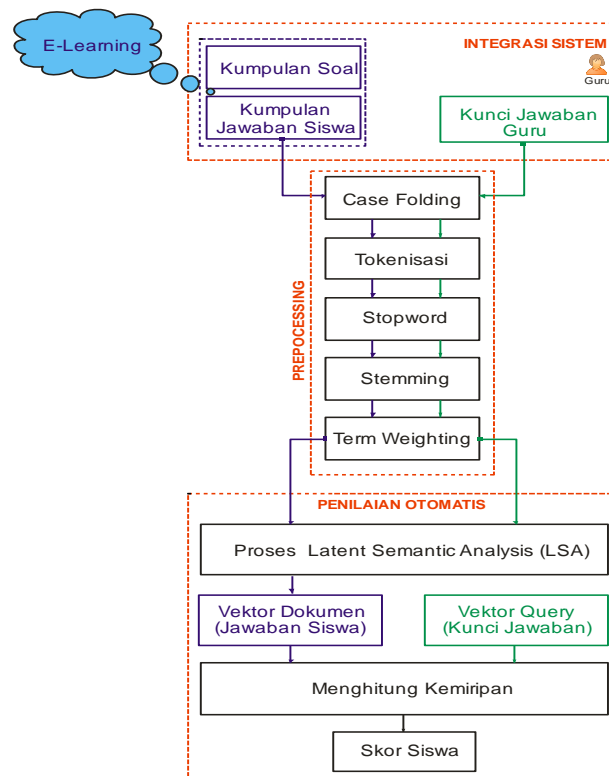 E-Learning
INTEGRASI SISTEM
Guru
Kumpulan Soal
Kumpulan
Jawaban Siswa
Kunci Jawaban
Guru
PREPOCESSING
Case Folding
Tokenisasi
Stopword
Stemming
Term Weighting
PENILAIAN OTOMATIS
Proses Latent Semantic Analysis (LSA)
Vektor Dokumen
(Jawaban Siswa)
Vektor Query
(Kunci Jawaban)
Menghitung Kemiripan
Skor Siswa